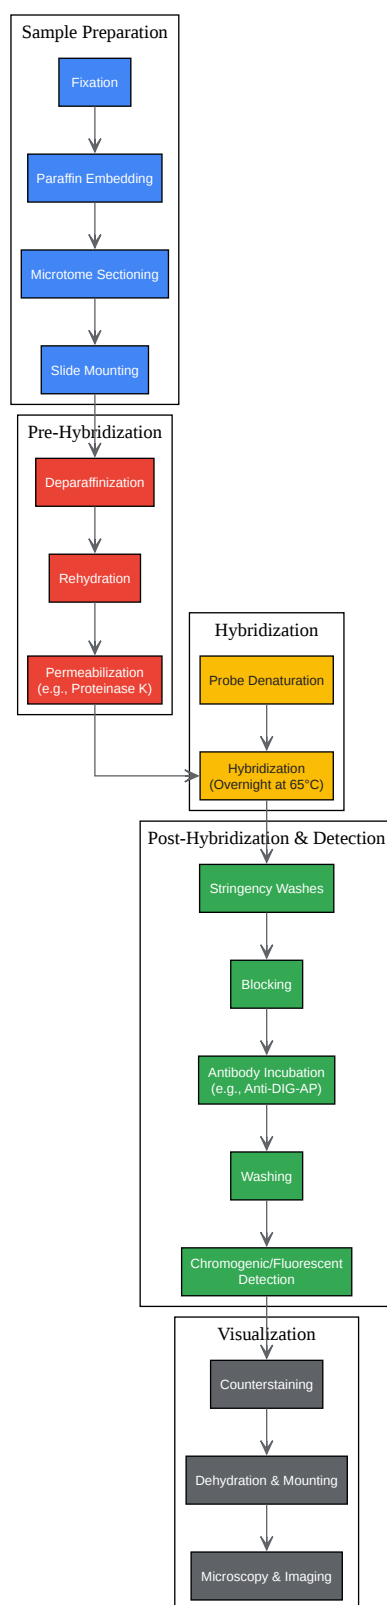 Sample Preparation
Fixation
Paraffin Embedding
Microtome Sectioning
Slide Mounting
Pre-Hybridization
Deparaffinization
Rehydration
Permeabilization
(e.g., Proteinase K)
Hybridization
Probe Denaturation
Hybridization
(Overnight at 65°C)
Post-Hybridization & Detection
Stringency Washes
Blocking
Antibody Incubation
(e.g., Anti-DIG-AP)
Washing
Chromogenic/Fluorescent
Detection
Visualization
Counterstaining
Dehydration & Mounting
Microscopy & Imaging